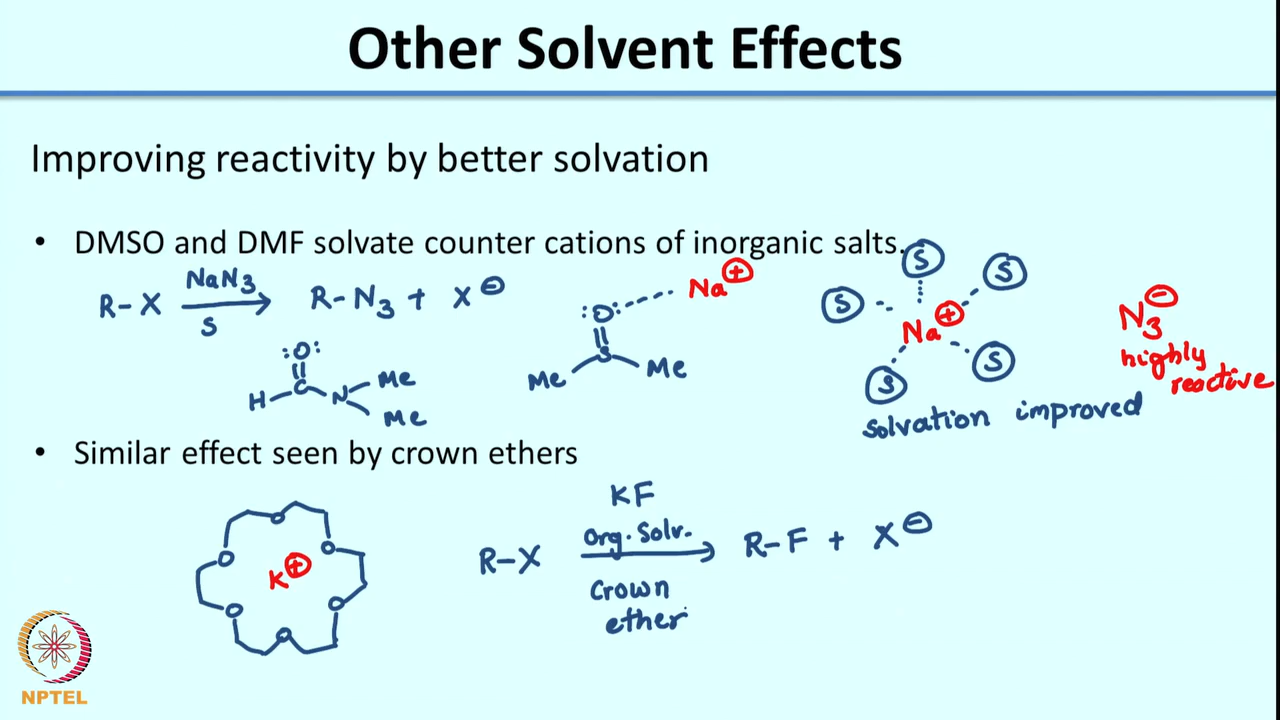 Other Solvent Effects
Improving reactivity by better solvation
• DMSO and DMF solvate counter cations of inorganic salts.
R-X NaN₃ S R-N₃ + X⊖
:O: H C N Me Me
:O: S Me Me Na⊕
S S S S S Na⊕
N₃⊖
highly
reactive
solvation improved
• Similar effect seen by crown ethers
O O O O O O K⊕
KF
Org. Solv.
R-X R-F + X⊖
Crown
ether
NPTEL